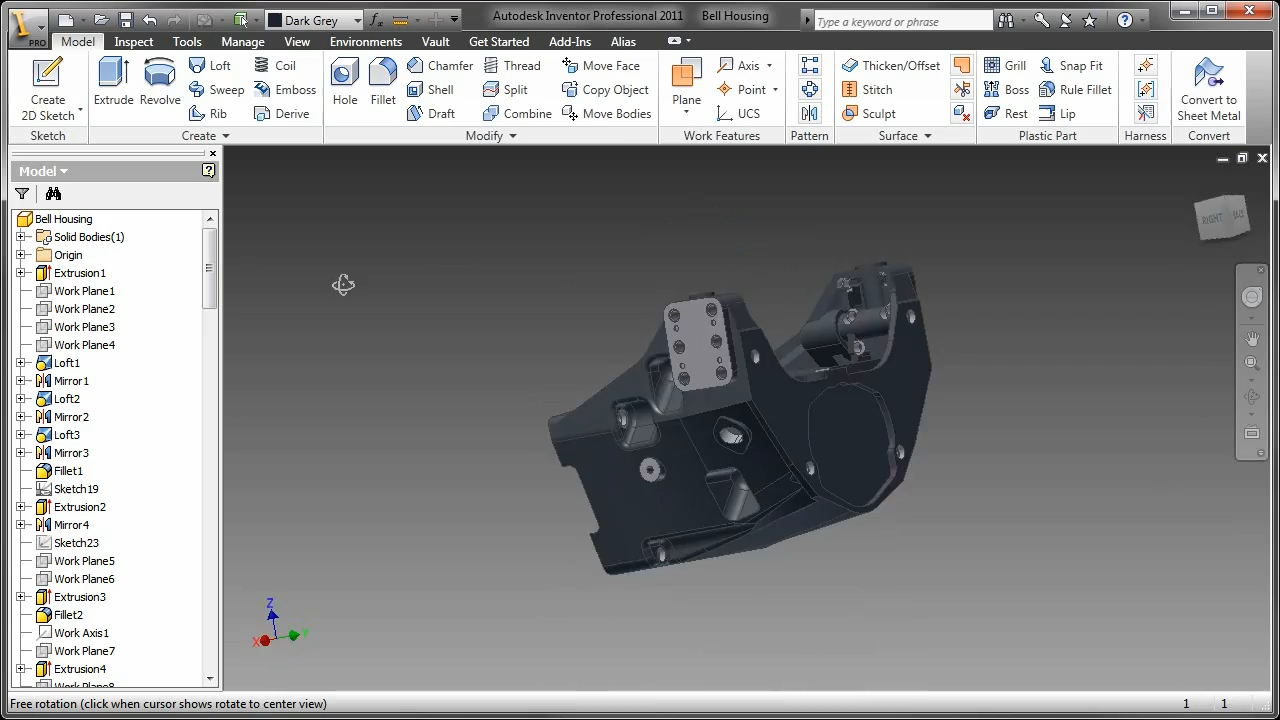 PRO
Dark Grey
Autodesk Inventor Professional 2011 Bell Housing
Type a keyword or phrase
Model Inspect Tools Manage View Environments Vault Get Started Add-Ins Alias
Create
2D Sketch
Extrude
Revolve
Loft
Sweep
Rib
Coil
Emboss
Derive
Hole
Fillet
Chamfer
Shell
Draft
Thread
Split
Combine
Move Face
Copy Object
Move Bodies
Plane
Axis
Point
UCS
Thicken/Offset
Stitch
Sculpt
Grill
Boss
Rest
Snap Fit
Rule Fillet
Lip
Convert to
Sheet Metal
Sketch Create Modify Work Features Pattern Surface Plastic Part Harness Convert
Model
Bell Housing
Solid Bodies(1)
Origin
Extrusion1
Work Plane1
Work Plane2
Work Plane3
Work Plane4
Loft1
Mirror1
Loft2
Mirror2
Loft3
Mirror3
Fillet1
Sketch19
Extrusion2
Mirror4
Sketch23
Work Plane5
Work Plane6
Extrusion3
Fillet2
Work Axis1
Work Plane7
Extrusion4
Work Plane8
RIGHT
Z
X
Y
Free rotation (click when cursor shows rotate to center view)
1 1